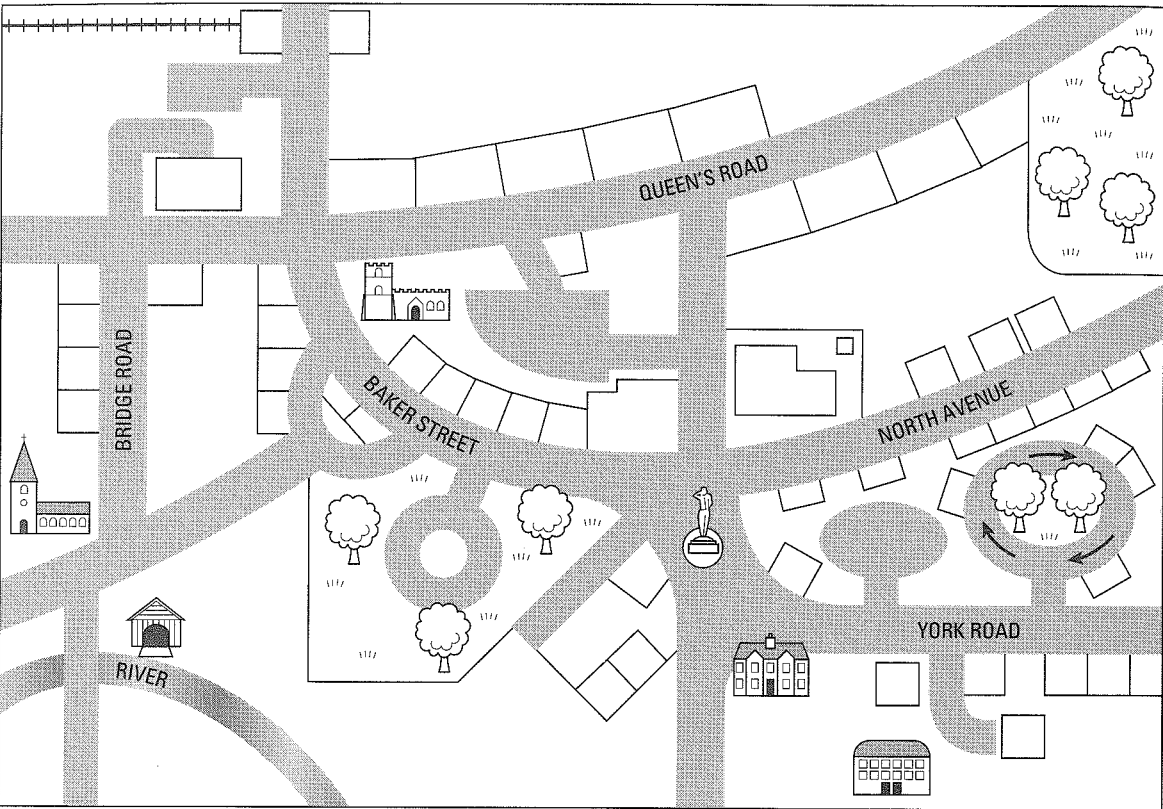 QUEEN'S ROAD
BRIDGE ROAD
BAKER STREET
NORTH AVENUE
YORK ROAD
RIVER